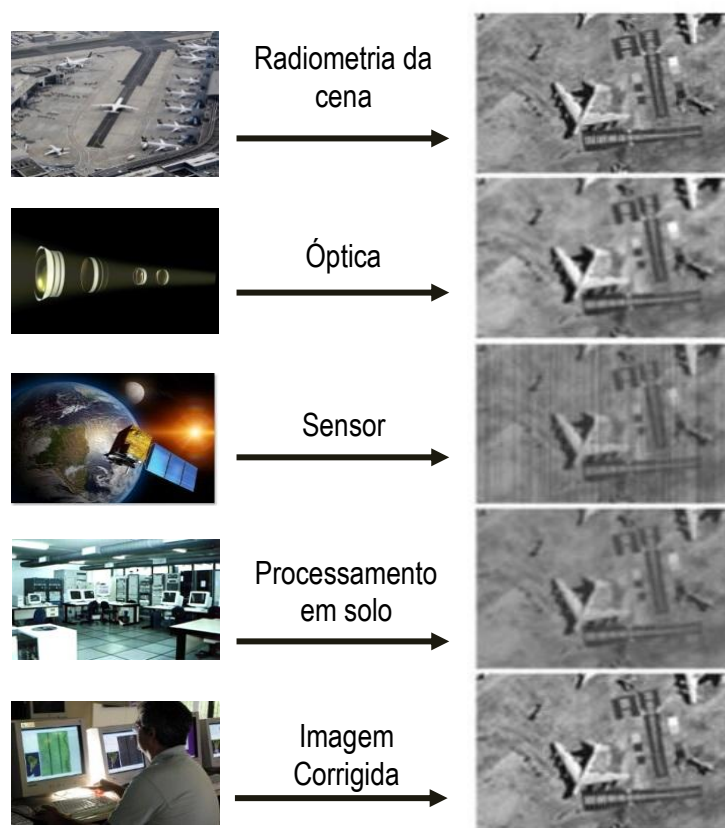 Radiometria da
cena
Óptica
Sensor
Processamento
em solo
Imagem
Corrigida